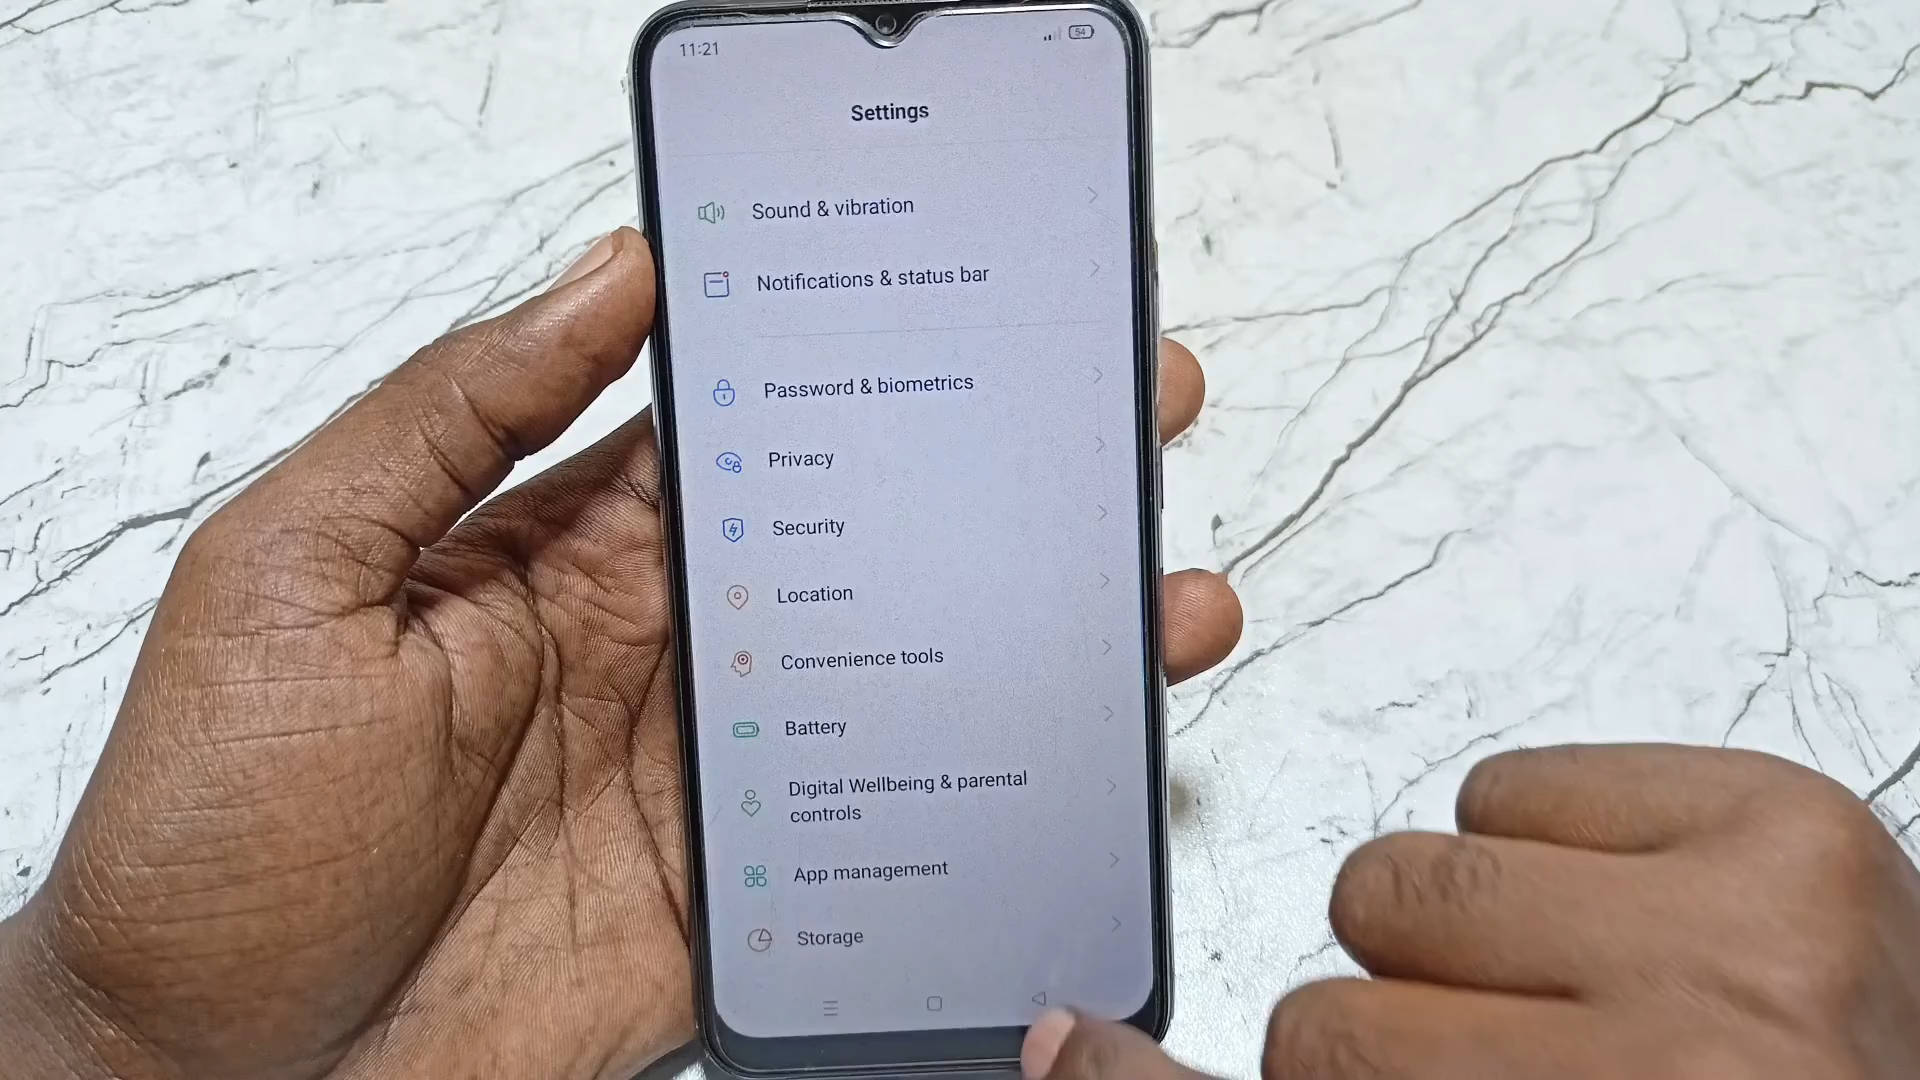 11:21
54
Settings
Sound & vibration
Notifications & status bar
Password & biometrics
Privacy
Security
Location
Convenience tools
Battery
Digital Wellbeing & parental
controls
App management
Storage